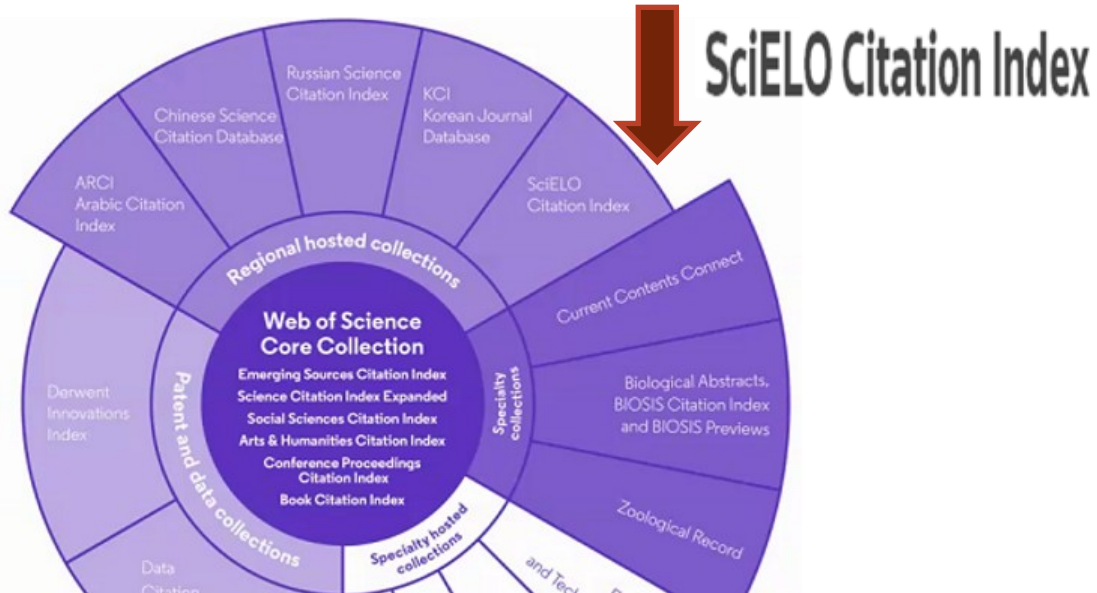 SciELO Citation Index
Russian Science
Citation Index
KCI
Korean Journal
Database
Chinese Science
Citation Database
SciELO
Citation Index
ARCI
Arabic Citation
Index
Regional hosted collections
Current Contents Connect
Web of Science
Core Collection
Emerging Sources Citation Index
Science Citation Index Expanded
Social Sciences Citation Index
Arts & Humanities Citation Index
Conference Proceedings
Citation Index
Book Citation Index
Specialty
collections
Biological Abstracts,
BIOSIS Citation Index
and BIOSIS Previews
Derwent
Innovations
Index
Patent and data collections
Zoological Record
Specialty hosted
collections
Data
Citation
and